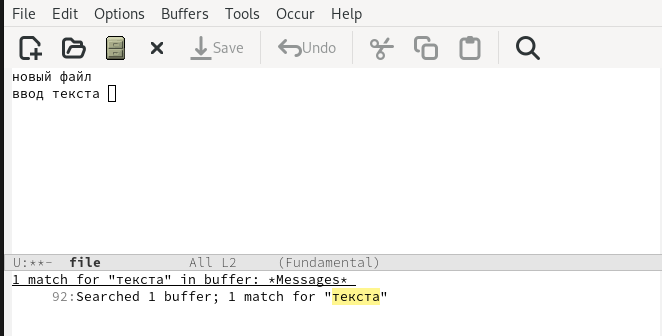 File Edit Options Buffers Tools Occur Help
Save Undo
новый файл
ввод текста
U:**- file All L2 (Fundamental)
1 match for "текста" in buffer: *Messages*
92:Searched 1 buffer; 1 match for "текста"